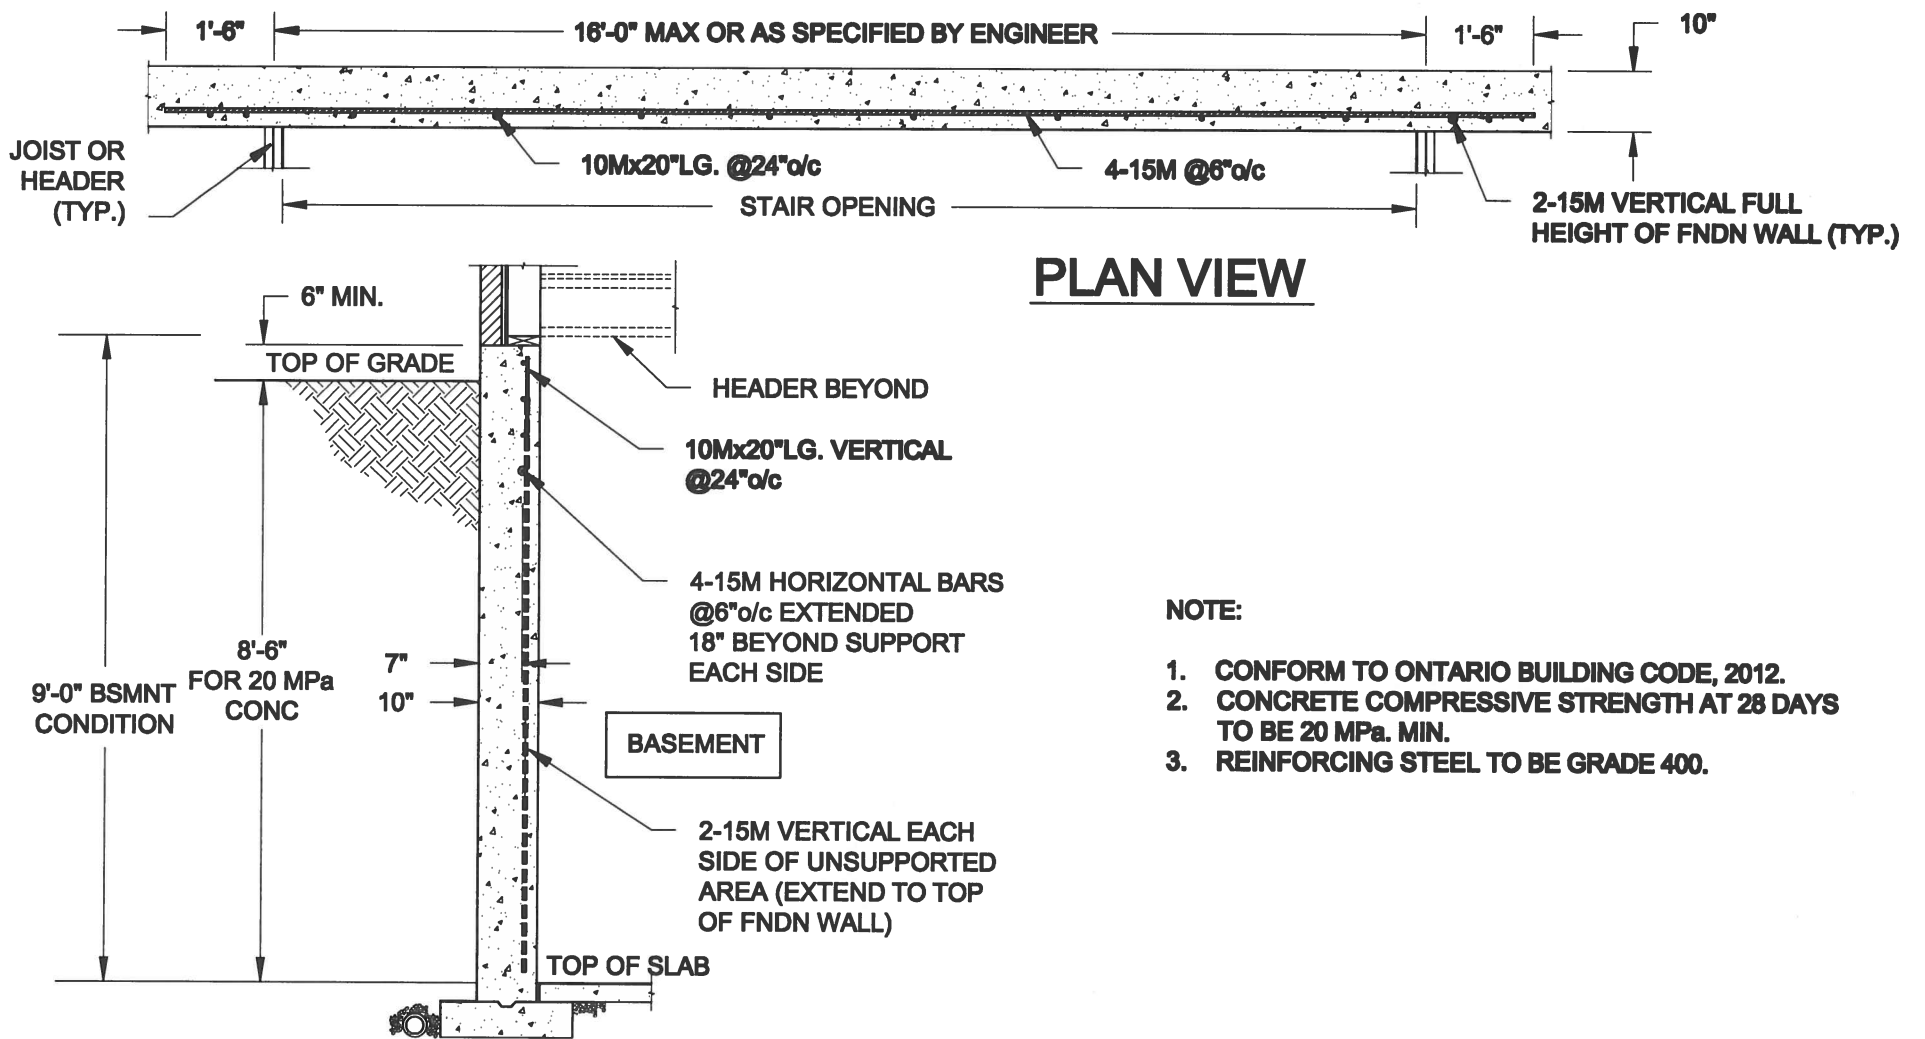 1'-6"
16'-0" MAX OR AS SPECIFIED BY ENGINEER
1'-6"
10"
JOIST OR
HEADER
(TYP.)
10Mx20"LG. @24"o/c
4-15M @6"o/c
STAIR OPENING
2-15M VERTICAL FULL
HEIGHT OF FNDN WALL (TYP.)
PLAN VIEW
6" MIN.
TOP OF GRADE
HEADER BEYOND
10Mx20"LG. VERTICAL
@24"o/c
4-15M HORIZONTAL BARS
@6"o/c EXTENDED
18" BEYOND SUPPORT
EACH SIDE
9'-0" BSMNT
CONDITION
8'-6"
FOR 20 MPa
CONC
7"
10"
BASEMENT
2-15M VERTICAL EACH
SIDE OF UNSUPPORTED
AREA (EXTEND TO TOP
OF FNDN WALL)
TOP OF SLAB
NOTE:
1. CONFORM TO ONTARIO BUILDING CODE, 2012.
2. CONCRETE COMPRESSIVE STRENGTH AT 28 DAYS
TO BE 20 MPa. MIN.
3. REINFORCING STEEL TO BE GRADE 400.